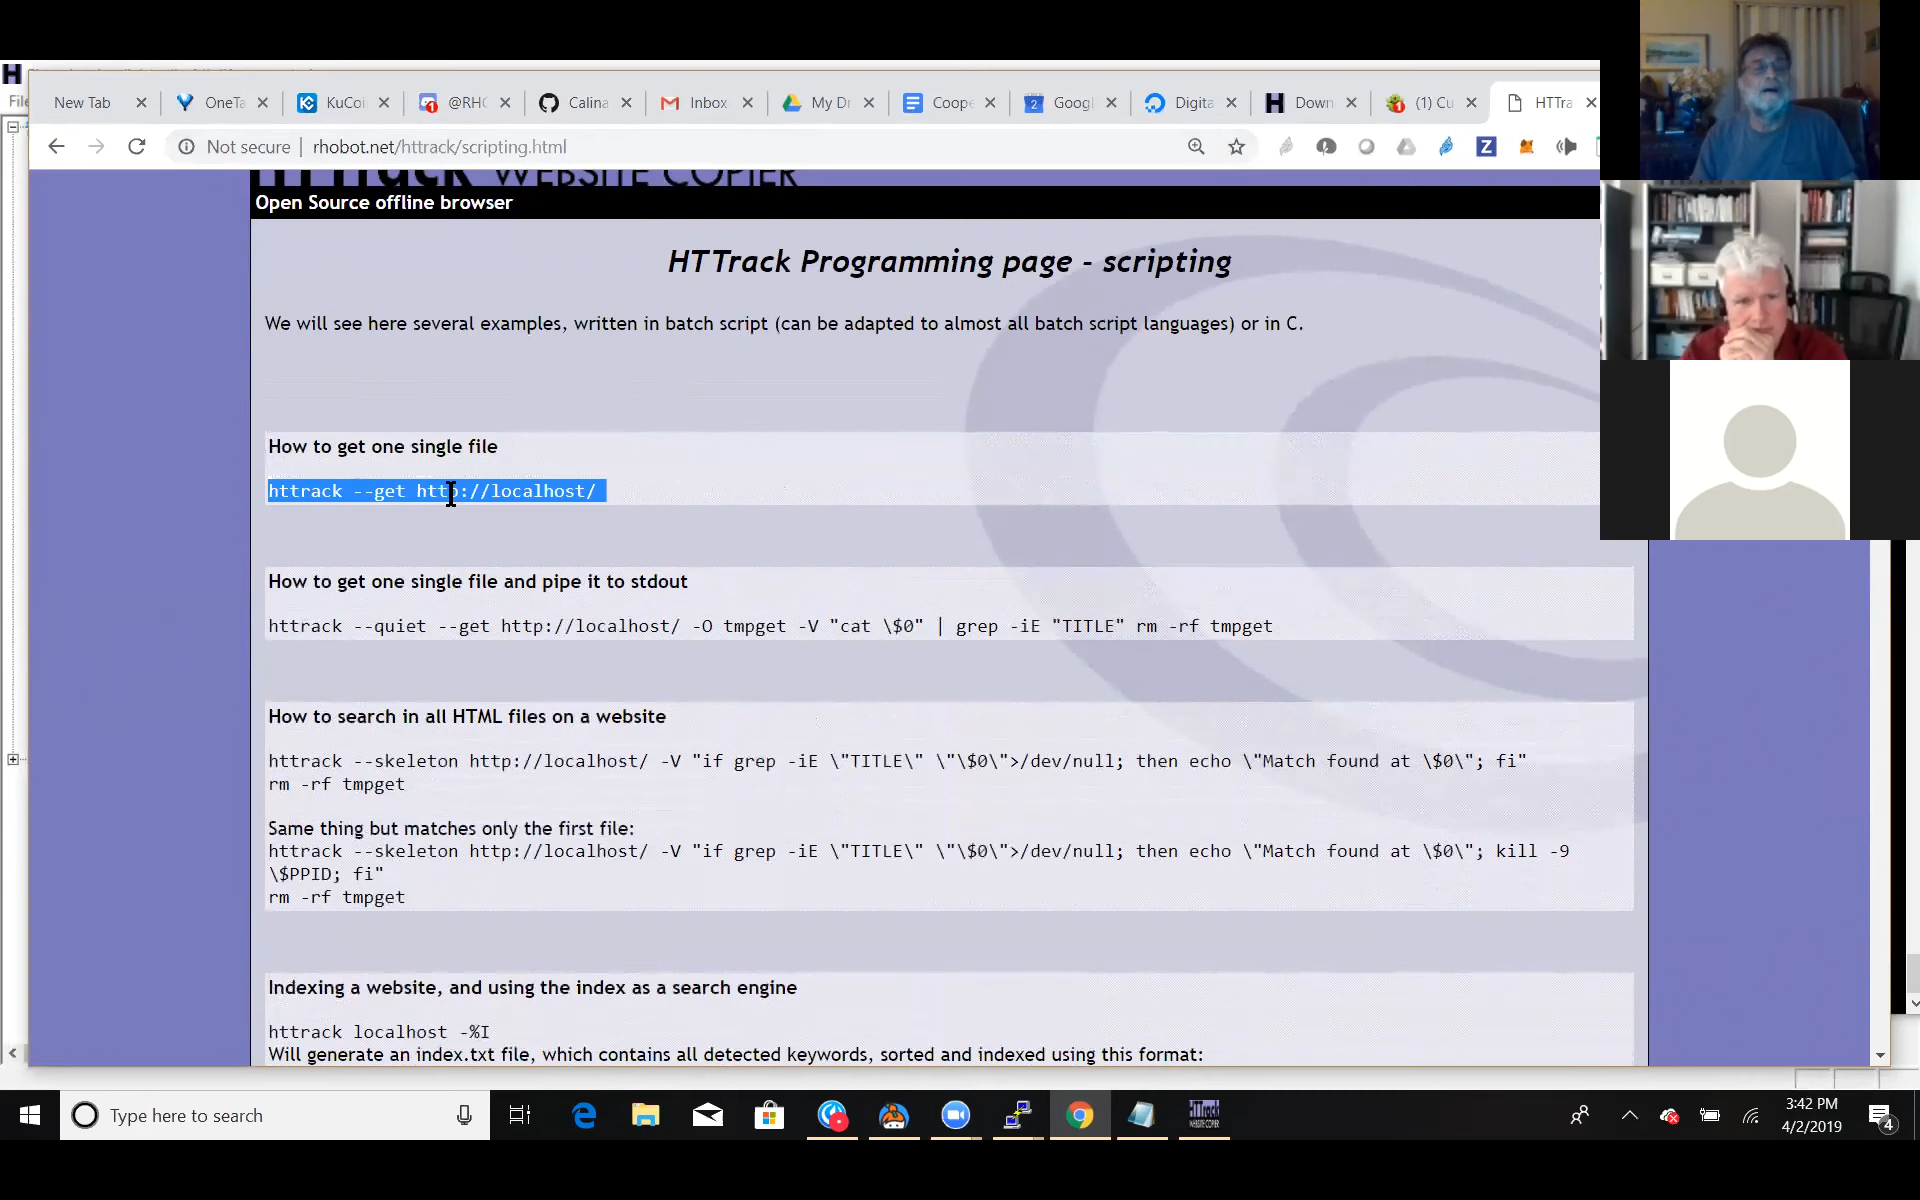 H
File
New Tab
OneTa
KuCoi
@RHC
Calina
Inbox
My Dr
Coope
Googl
Digita
Down
(1) Cu
HTTra
Not secure
rhobot.net/httrack/scripting.html
Z
HTTrack WEBSITE COPIER
Open Source offline browser
HTTrack Programming page - scripting
We will see here several examples, written in batch script (can be adapted to almost all batch script languages) or in C.
How to get one single file
httrack --get http://localhost/
How to get one single file and pipe it to stdout
httrack --quiet --get http://localhost/ -O tmpget -V "cat \$0" | grep -iE "TITLE" rm -rf tmpget
How to search in all HTML files on a website
httrack --skeleton http://localhost/ -V "if grep -iE \"TITLE\" \"\$0\">/dev/null; then echo \"Match found at \$0\"; fi"
rm -rf tmpget
Same thing but matches only the first file:
httrack --skeleton http://localhost/ -V "if grep -iE \"TITLE\" \"\$0\">/dev/null; then echo \"Match found at \$0\"; kill -9
\$PPID; fi"
rm -rf tmpget
Indexing a website, and using the index as a search engine
httrack localhost -%I
Will generate an index.txt file, which contains all detected keywords, sorted and indexed using this format:
Type here to search
HTTrack
WEBSITE COPIER
3:42 PM
4/2/2019
4